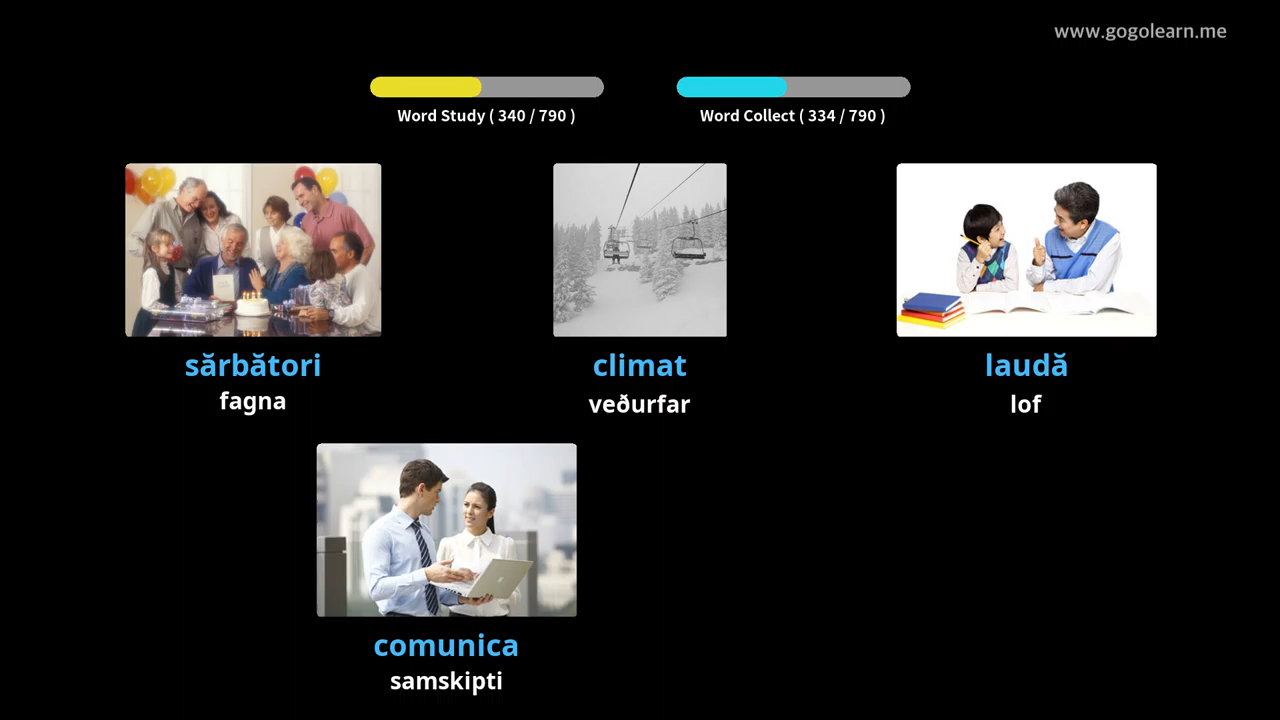 www.gogolearn.me
Word Study ( 340 / 790 )
Word Collect ( 334 / 790 )
sărbători
fagna
climat
veðurfar
laudă
lof
comunica
samskipti